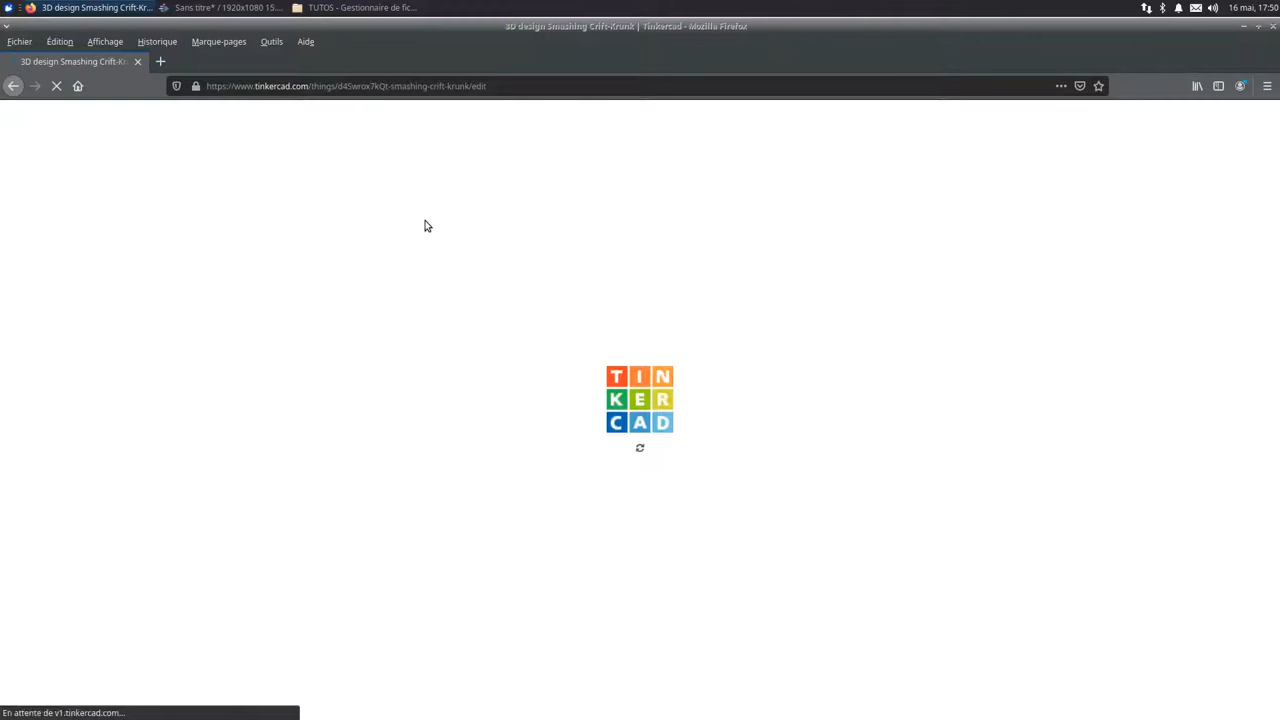 3D design Smashing Crift-Kr... Sans titre* / 1920x1080 15.... TUTOS - Gestionnaire de fic... 16 mai, 17:50
3D design Smashing Crift-Krunk | Tinkercad - Mozilla Firefox
Fichier Édition Affichage Historique Marque-pages Outils Aide
3D design Smashing Crift-Kr
https://www.tinkercad.com/things/d4Swrox7kQt-smashing-crift-krunk/edit
TIN
KER
CAD
En attente de v1.tinkercad.com...